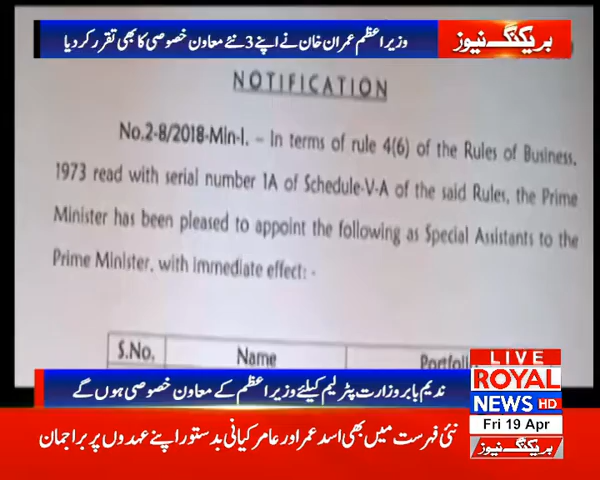 وزیراعظم عمران خان نے اپنے 3 نئے معاون خصوصی کا بھی تقرر کردیا
بریکنگ نیوز
NOTIFICATION
No.2-8/2018-Min-I. – In terms of rule 4(6) of the Rules of Business,
1973 read with serial number 1A of Schedule-V-A of the said Rules, the Prime
Minister has been pleased to appoint the following as Special Assistants to the
Prime Minister, with immediate effect: -
S.No. Name
ندیم بابر وزارت پٹرلیم کیلئے وزیراعظم کے معاون خصوصی ہوں گے
LIVE
ROYAL
NEWS HD
Fri 19 Apr
بریکنگ نیوز
نئی فہرست میں بھی اسد عمر اور عامر کیانی بدستور اپنے عہدوں پر براجمان